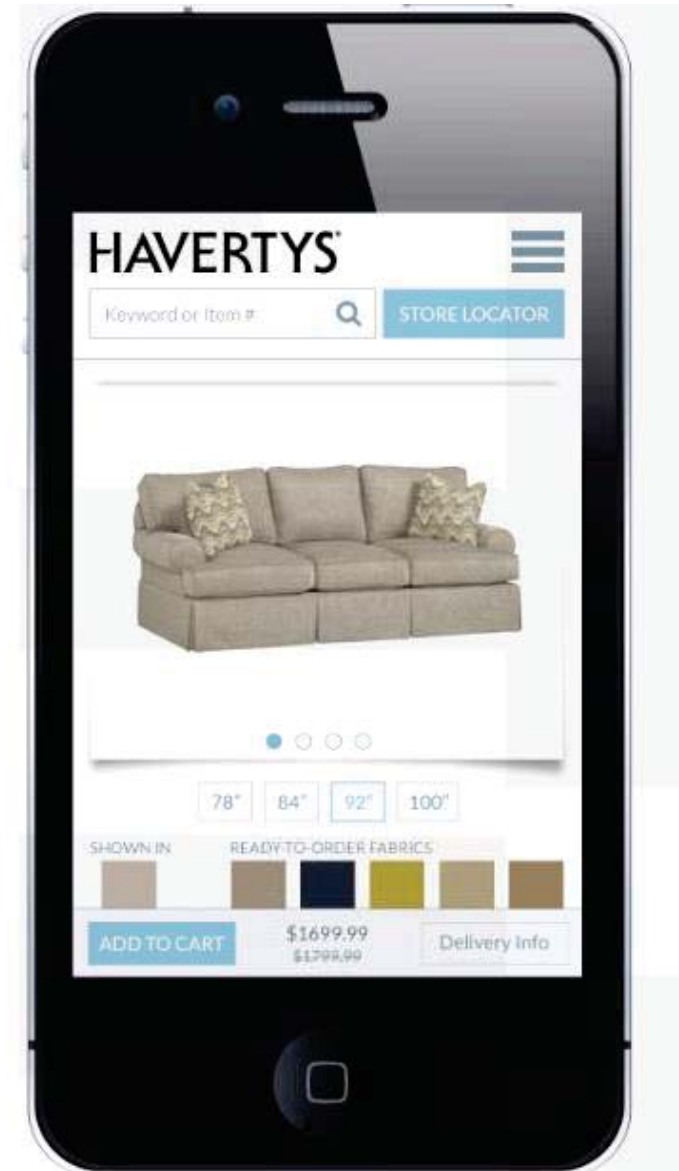 HAVERTYS®
Keyword or Item #
STORE LOCATOR
78" 84" 92" 100"
SHOWN IN READY-TO-ORDER FABRICS
ADD TO CART $1699.99 Delivery Info
$1799.99